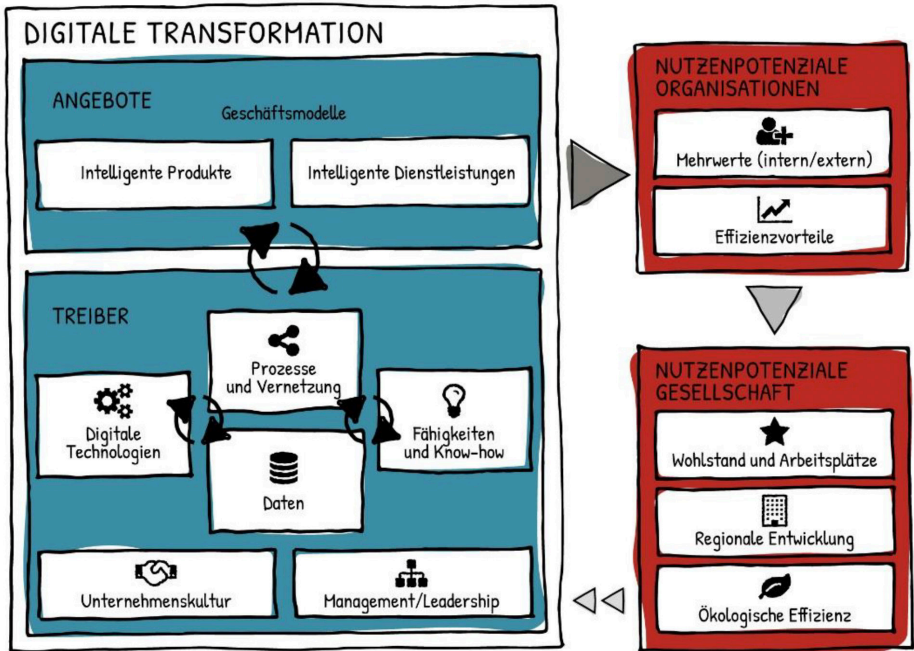 DIGITALE TRANSFORMATION
ANGEBOTE
Geschäftsmodelle
Intelligente Produkte
Intelligente Dienstleistungen
TREIBER
Prozesse
und Vernetzung
Digitale
Technologien
Fähigkeiten
und Know-how
Daten
Unternehmenskultur
Management/Leadership
NUTZENPOTENZIALE
ORGANISATIONEN
Mehrwerte (intern/extern)
Effizienzvorteile
NUTZENPOTENZIALE
GESELLSCHAFT
Wohlstand und Arbeitsplätze
Regionale Entwicklung
Ökologische Effizienz